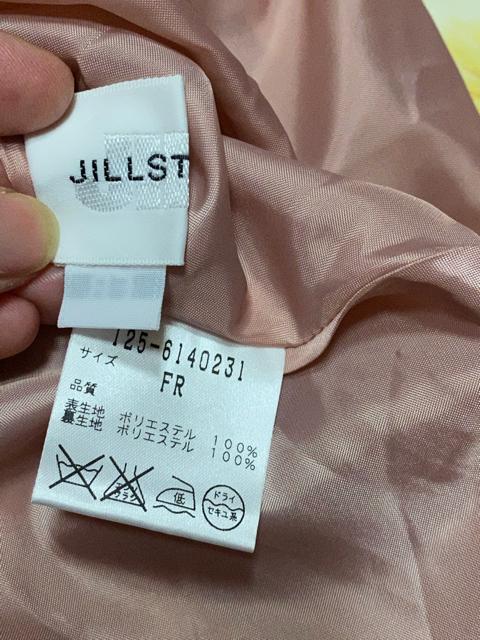 JILLST
125-6140231
サイズ
FR
品質
表生地 ポリエステル 100%
裏生地 ポリエステル 100%
低
ドライ
セキユ系